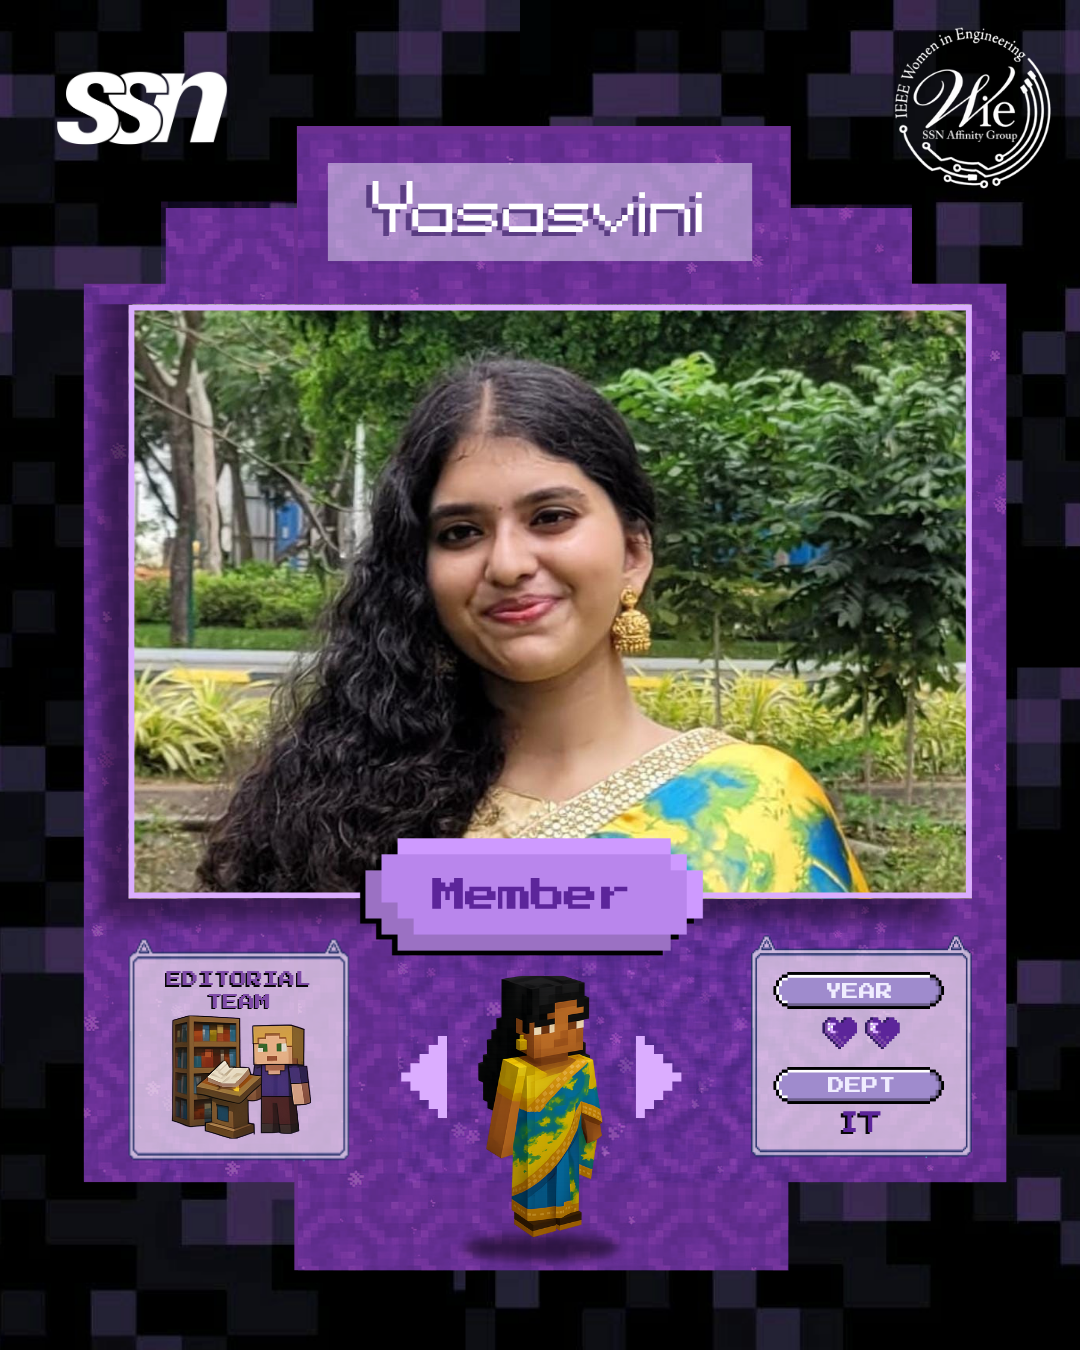 ssn
IEEE Women in Engineering
Wie
SSN Affinity Group
Yasasvini
Member
EDITORIAL
TEAM
YEAR
DEPT
IT